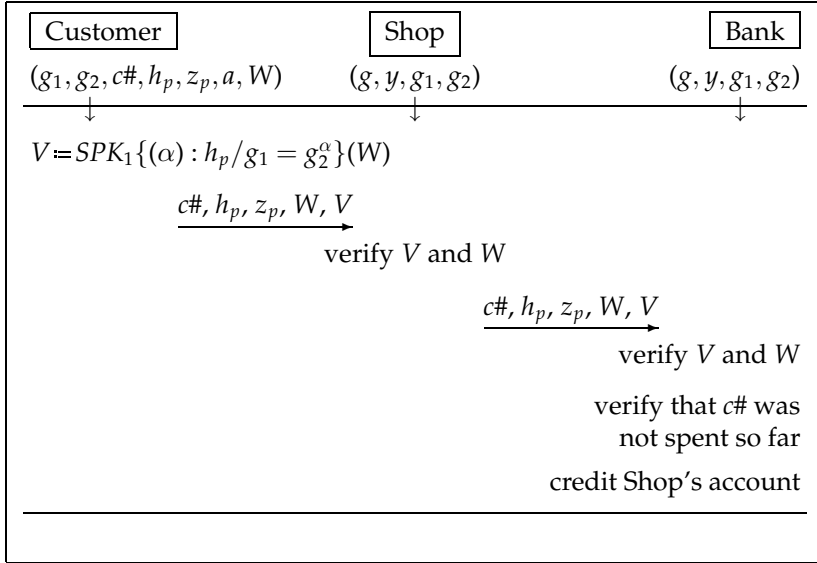 Customer Shop Bank
(g₁, g₂, c#, hₚ, zₚ, a, W) (g, y, g₁, g₂) (g, y, g₁, g₂)
V := SPK₁{(α) : hₚ/g₁ = g₂^α}(W)
c#, hₚ, zₚ, W, V
verify V and W
c#, hₚ, zₚ, W, V
verify V and W
verify that c# was
not spent so far
credit Shop's account